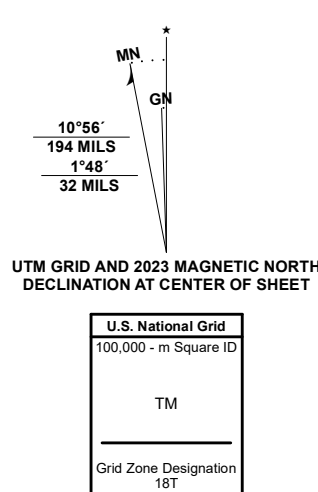 ★
MN
GN
10°56´
194 MILS
1°48´
32 MILS
UTM GRID AND 2023 MAGNETIC NORTH
DECLINATION AT CENTER OF SHEET
U.S. National Grid
100,000 - m Square ID
TM
Grid Zone Designation
18T